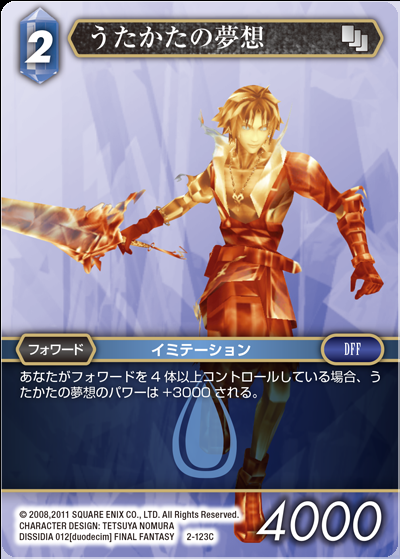 2
うたかたの夢想
フォワード
イミテーション
DFF
あなたがフォワードを4体以上コントロールしている場合、う
たかたの夢想のパワーは+3000される。
© 2008,2011 SQUARE ENIX CO., LTD. All Rights Reserved.
CHARACTER DESIGN: TETSUYA NOMURA
DISSIDIA 012[duodecim] FINAL FANTASY
2-123C
4000